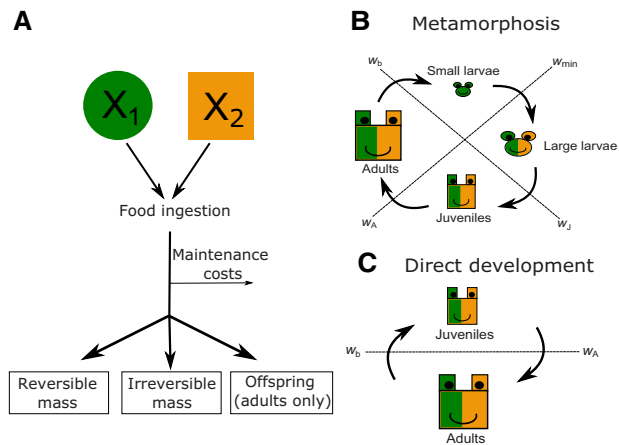 A
X1
X2
Food ingestion
Maintenance
costs
Reversible
mass
Irreversible
mass
Offspring
(adults only)
B
Metamorphosis
wb
Small larvae
wmin
Large larvae
Adults
Juveniles
wA
wJ
C
Direct development
Juveniles
wb
wA
Adults